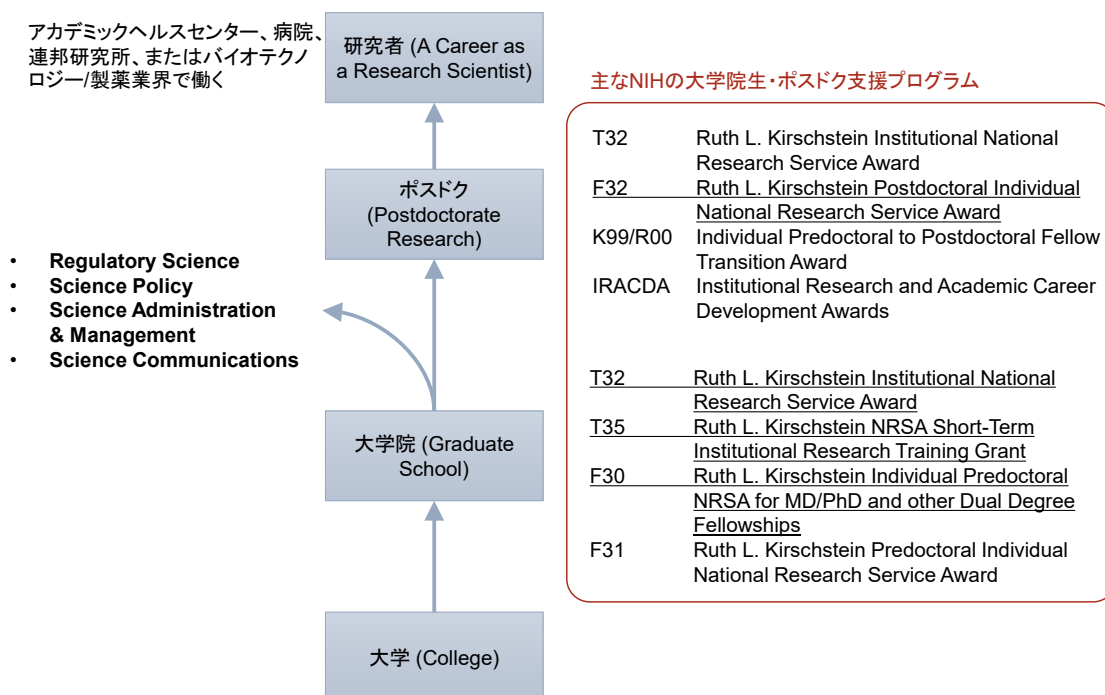 アカデミックヘルスセンター、病院、
連邦研究所、またはバイオテクノ
ロジー/製薬業界で働く
研究者 (A Career as
a Research Scientist)
主なNIHの大学院生・ポスドク支援プログラム
T32 Ruth L. Kirschstein Institutional National
Research Service Award
F32 Ruth L. Kirschstein Postdoctoral Individual
National Research Service Award
K99/R00 Individual Predoctoral to Postdoctoral Fellow
Transition Award
IRACDA Institutional Research and Academic Career
Development Awards
ポスドク
(Postdoctorate
Research)
• Regulatory Science
• Science Policy
• Science Administration
& Management
• Science Communications
T32 Ruth L. Kirschstein Institutional National
Research Service Award
T35 Ruth L. Kirschstein NRSA Short-Term
Institutional Research Training Grant
F30 Ruth L. Kirschstein Individual Predoctoral
NRSA for MD/PhD and other Dual Degree
Fellowships
F31 Ruth L. Kirschstein Predoctoral Individual
National Research Service Award
大学院 (Graduate
School)
大学 (College)